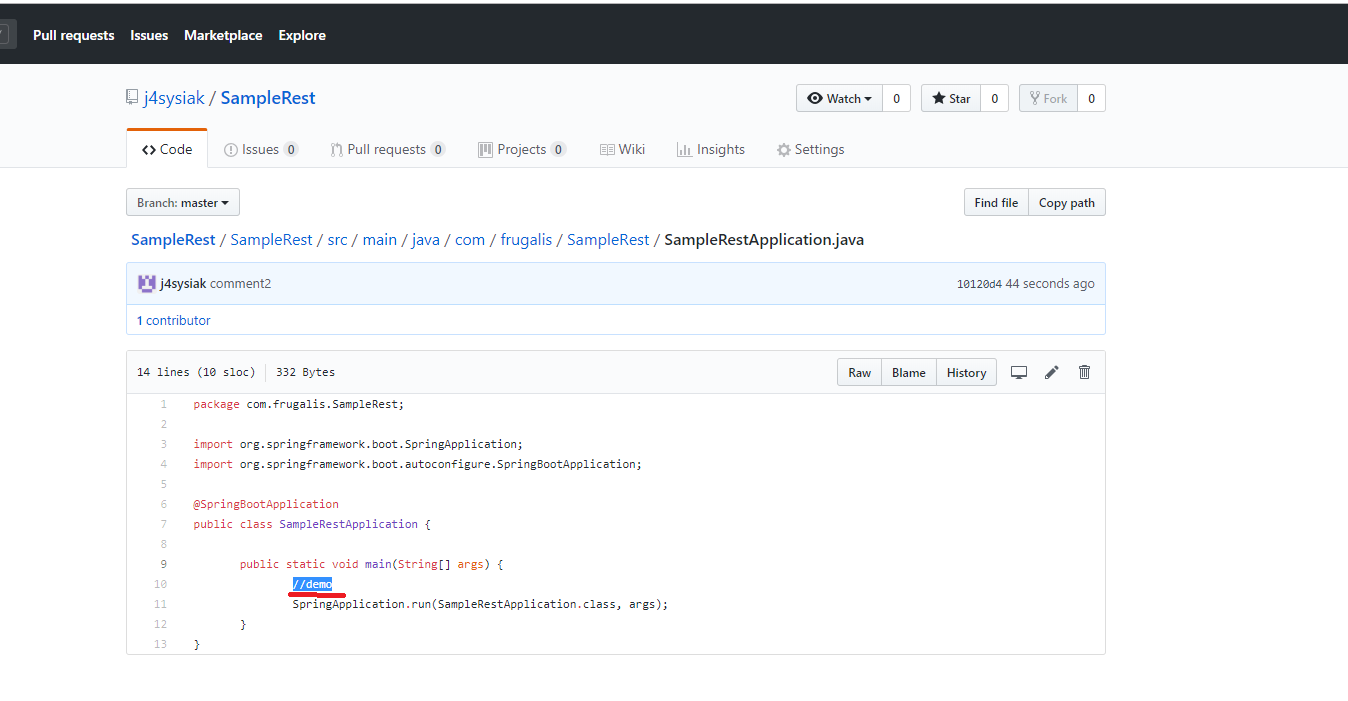 Pull requests Issues Marketplace Explore
j4sysiak / SampleRest
Watch 0 Star 0 Fork 0
Code Issues 0 Pull requests 0 Projects 0 Wiki Insights Settings
Branch: master Find file Copy path
SampleRest / SampleRest / src / main / java / com / frugalis / SampleRest / SampleRestApplication.java
j4sysiak comment2 10120d4 44 seconds ago
1 contributor
14 lines (10 sloc) 332 Bytes Raw Blame History
1 package com.frugalis.SampleRest;
2
3 import org.springframework.boot.SpringApplication;
4 import org.springframework.boot.autoconfigure.SpringBootApplication;
5
6 @SpringBootApplication
7 public class SampleRestApplication {
8
9 public static void main(String[] args) {
10 //demo
11 SpringApplication.run(SampleRestApplication.class, args);
12 }
13 }